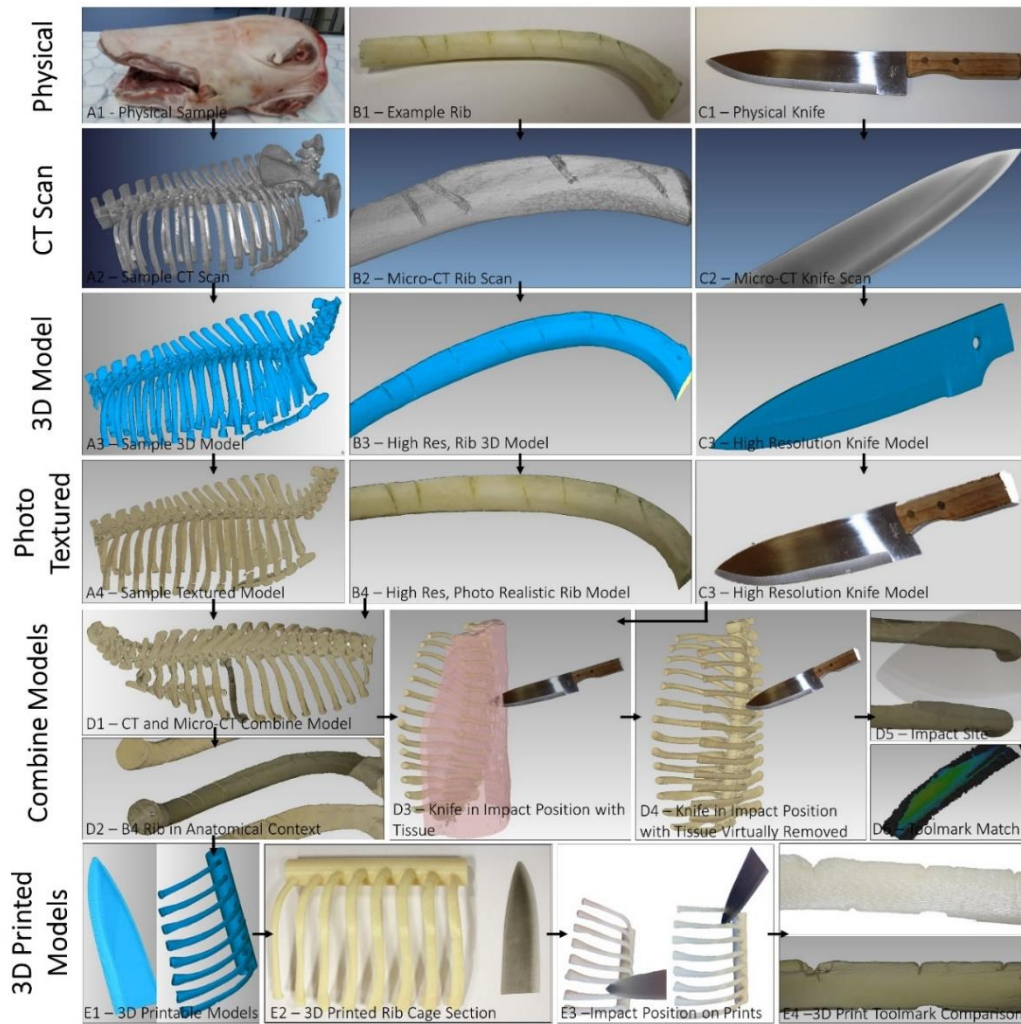 Physical
A1 - Physical Sample
B1 – Example Rib
C1 – Physical Knife
CT Scan
A2 – Sample CT Scan
B2 – Micro-CT Rib Scan
C2 – Micro-CT Knife Scan
3D Model
A3 – Sample 3D Model
B3 – High Res, Rib 3D Model
C3 – High Resolution Knife Model
Photo
Textured
A4 – Sample Textured Model
B4 – High Res, Photo Realistic Rib Model
C3 – High Resolution Knife Model
Combine Models
D1 – CT and Micro-CT Combine Model
D2 – B4 Rib in Anatomical Context
D3 – Knife in Impact Position with
Tissue
D4 – Knife in Impact Position
with Tissue Virtually Removed
D5 – Impact Site
D6 – Toolmark Match
3D Printed
Models
E1 – 3D Printable Models
E2 – 3D Printed Rib Cage Section
E3 –Impact Position on Prints
E4 –3D Print Toolmark Comparison